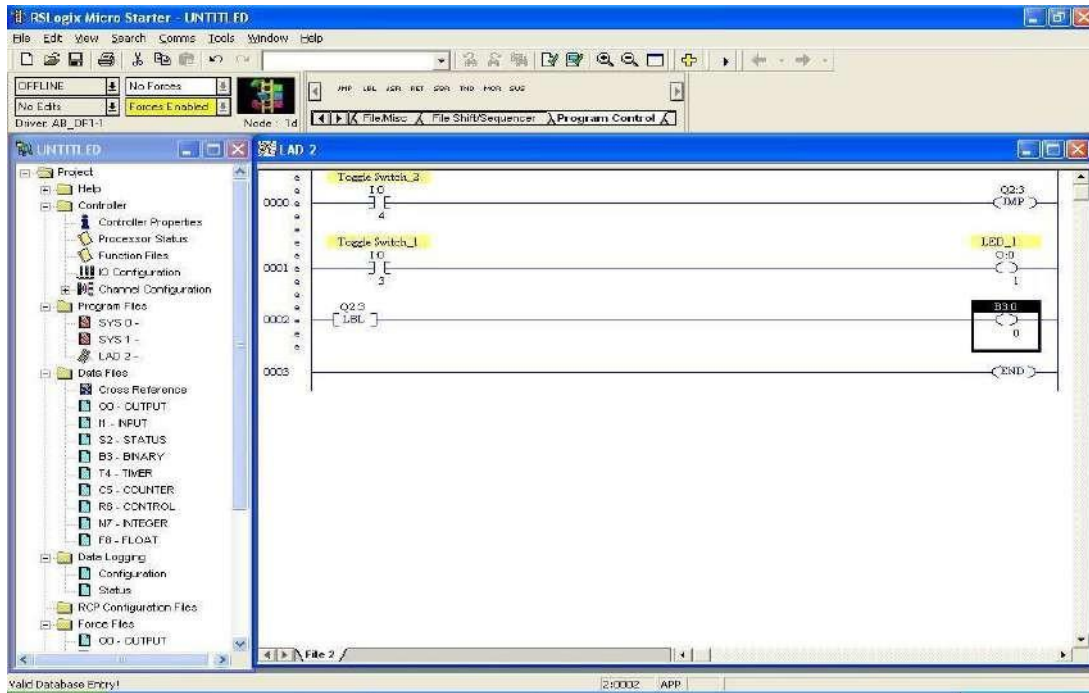 RSLogix Micro Starter - UNTITLED
File Edit View Search Comms Tools Window Help
OFFLINE No Forces
No Edits Forces Enabled
Driver: AB_DF1-1 Node : 1d
JMP LBL JSR RET SBR TND MCR SUS
File/Misc File Shift/Sequencer Program Control
UNTITLED
Project
Help
Controller
Controller Properties
Processor Status
Function Files
IO Configuration
Channel Configuration
Program Files
SYS 0 -
SYS 1 -
LAD 2 -
Data Files
Cross Reference
O0 - OUTPUT
I1 - INPUT
S2 - STATUS
B3 - BINARY
T4 - TIMER
C5 - COUNTER
R6 - CONTROL
N7 - INTEGER
F8 - FLOAT
Data Logging
Configuration
Status
RCP Configuration Files
Force Files
O0 - OUTPUT
LAD 2
Toggle Switch_2
I:0 Q2:3
0000 JMP
4
Toggle Switch_1 LED_1
I:0 O:0
0001
3 1
Q2:3 B3:0
0002 LBL
0
0003 END
File 2
Valid Database Entry!
2:0002 APP